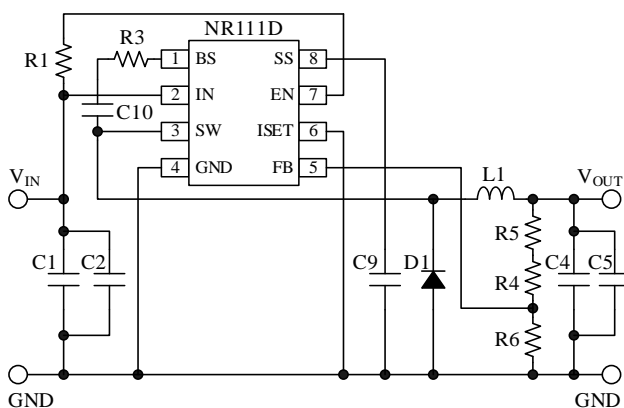 NR111D
R1
R3
1 BS SS 8
C10
2 IN EN 7
3 SW ISET 6
4 GND FB 5
VIN
L1
VOUT
R5
C1 C2
C9 D1
R4
C4 C5
R6
GND
GND